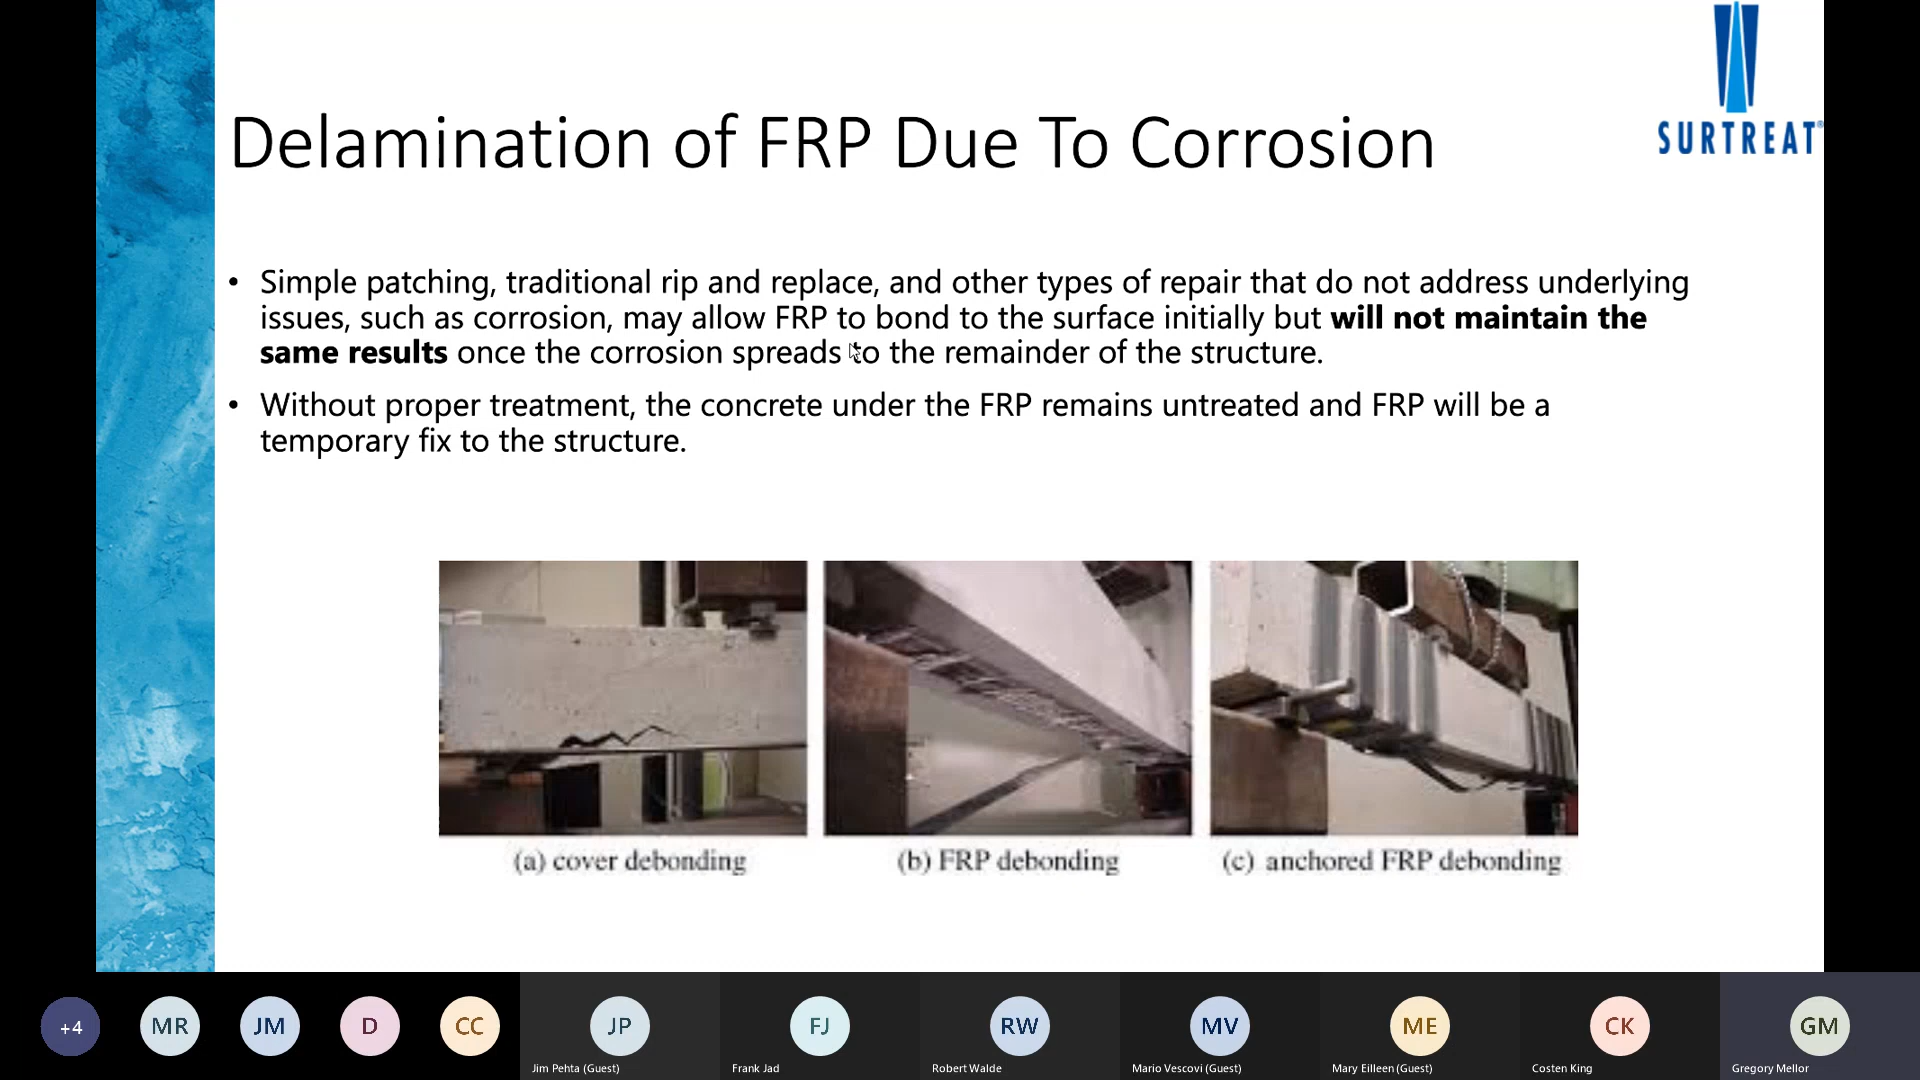 SURTREAT®
Delamination of FRP Due To Corrosion
• Simple patching, traditional rip and replace, and other types of repair that do not address underlying
issues, such as corrosion, may allow FRP to bond to the surface initially but will not maintain the
same results once the corrosion spreads to the remainder of the structure.
• Without proper treatment, the concrete under the FRP remains untreated and FRP will be a
temporary fix to the structure.
(a) cover debonding
(b) FRP debonding
(c) anchored FRP debonding
+4
MR
JM
D
CC
JP
FJ
RW
MV
ME
CK
GM
Jim Pehta (Guest)
Frank Jad
Robert Walde
Mario Vescovi (Guest)
Mary Eilleen (Guest)
Costen King
Gregory Mellor